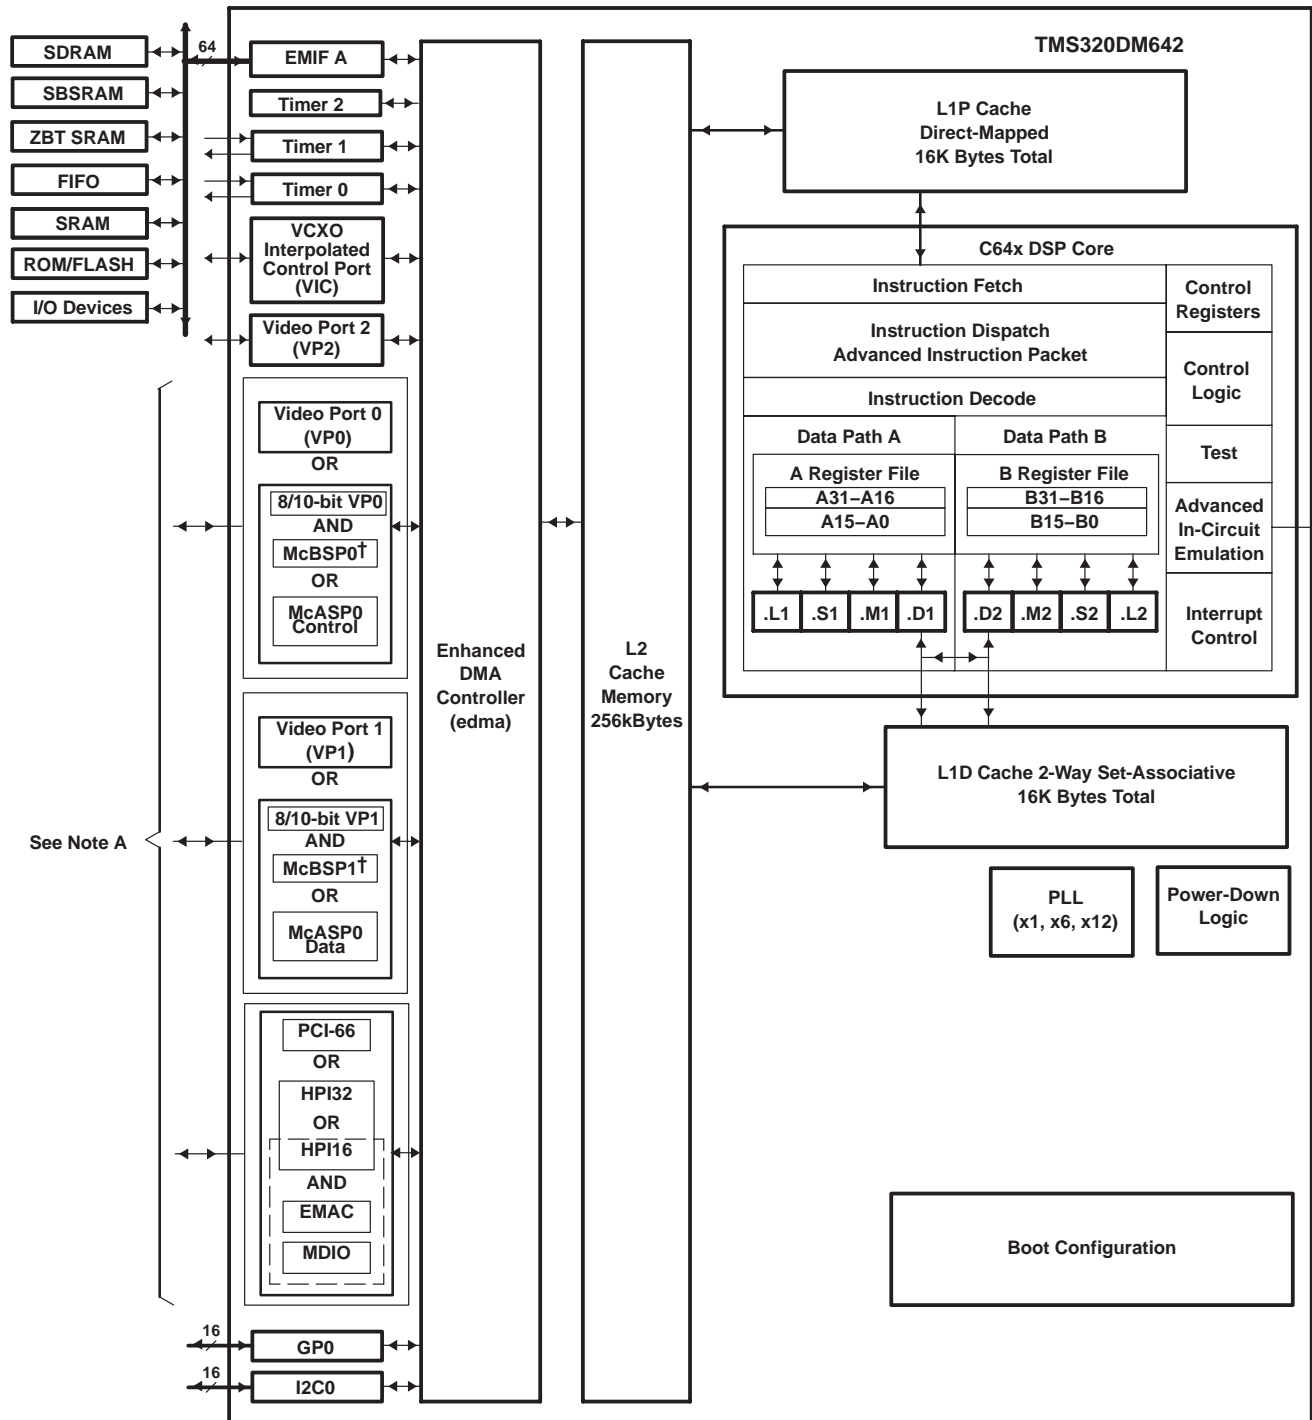 TMS320DM642
SDRAM
SBSRAM
ZBT SRAM
FIFO
SRAM
ROM/FLASH
I/O Devices
64
EMIF A
Timer 2
Timer 1
Timer 0
VCXO
Interpolated
Control Port
(VIC)
Video Port 2
(VP2)
See Note A
Video Port 0
(VP0)
OR
8/10-bit VP0
AND
McBSP0†
OR
McASP0
Control
Video Port 1
(VP1)
OR
8/10-bit VP1
AND
McBSP1†
OR
McASP0
Data
PCI-66
OR
HPI32
OR
HPI16
AND
EMAC
MDIO
16
GP0
16
I2C0
Enhanced
DMA
Controller
(edma)
L2
Cache
Memory
256kBytes
L1P Cache
Direct-Mapped
16K Bytes Total
C64x DSP Core
Instruction Fetch
Instruction Dispatch
Advanced Instruction Packet
Instruction Decode
Data Path A
A Register File
A31–A16
A15–A0
.L1
.S1
.M1
.D1
Data Path B
B Register File
B31–B16
B15–B0
.D2
.M2
.S2
.L2
Control
Registers
Control
Logic
Test
Advanced
In-Circuit
Emulation
Interrupt
Control
L1D Cache 2-Way Set-Associative
16K Bytes Total
PLL
(x1, x6, x12)
Power-Down
Logic
Boot Configuration